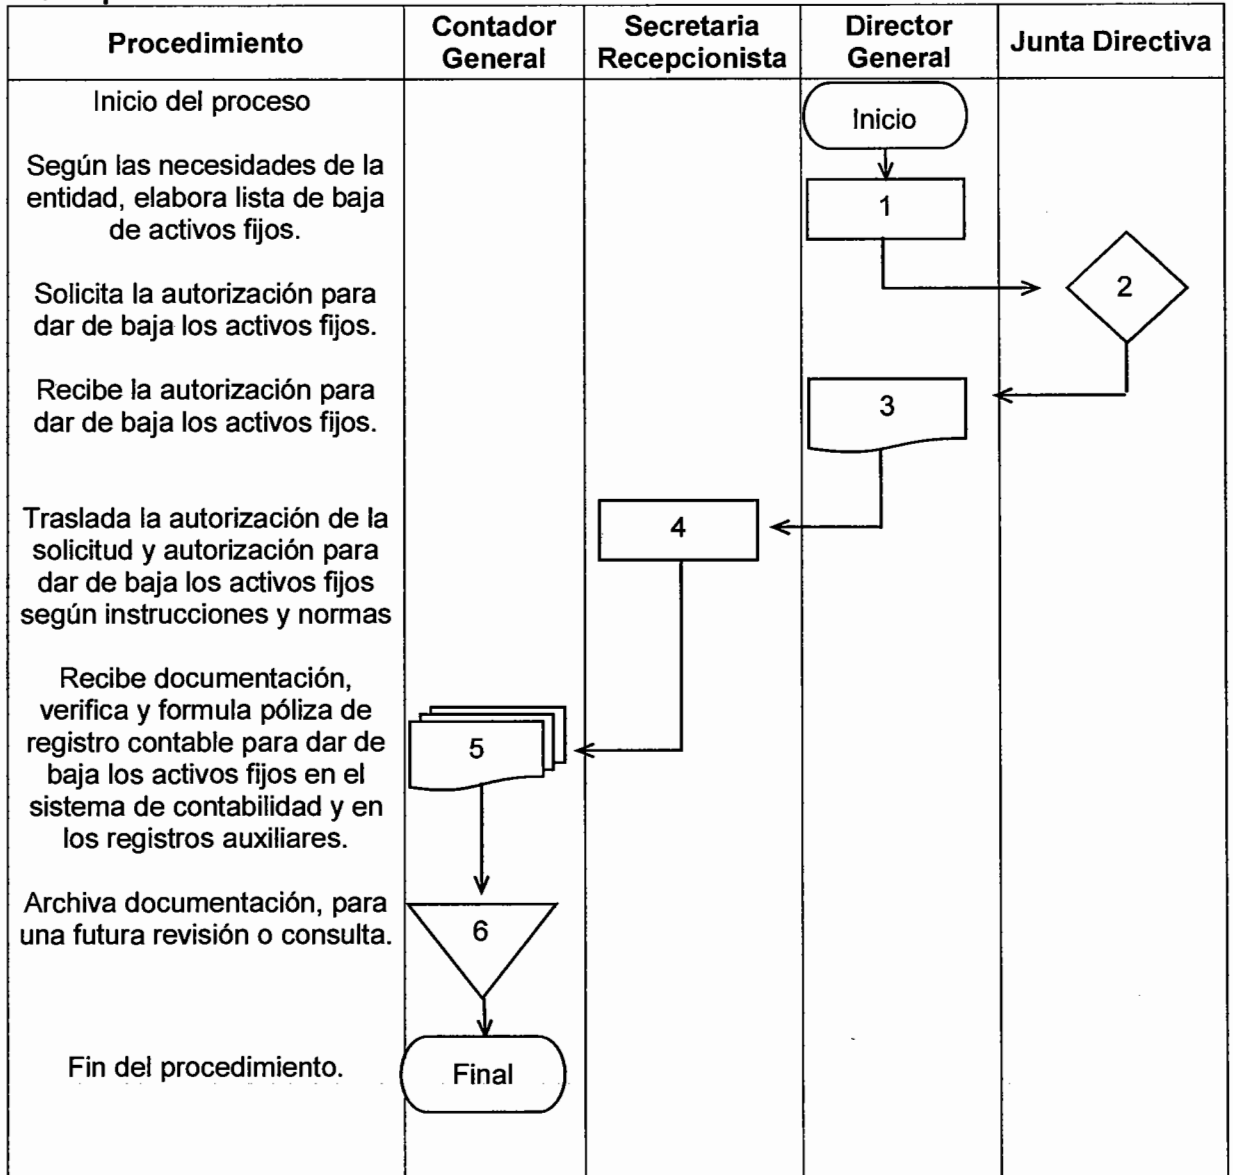 Procedimiento
Contador
General
Secretaria
Recepcionista
Director
General
Junta Directiva
Inicio del proceso
Inicio
Según las necesidades de la
entidad, elabora lista de baja
de activos fijos.
1
Solicita la autorización para
dar de baja los activos fijos.
2
Recibe la autorización para
dar de baja los activos fijos.
3
Traslada la autorización de la
solicitud y autorización para
dar de baja los activos fijos
según instrucciones y normas
4
Recibe documentación,
verifica y formula póliza de
registro contable para dar de
baja los activos fijos en el
sistema de contabilidad y en
los registros auxiliares.
5
Archiva documentación, para
una futura revisión o consulta.
6
Fin del procedimiento.
Final